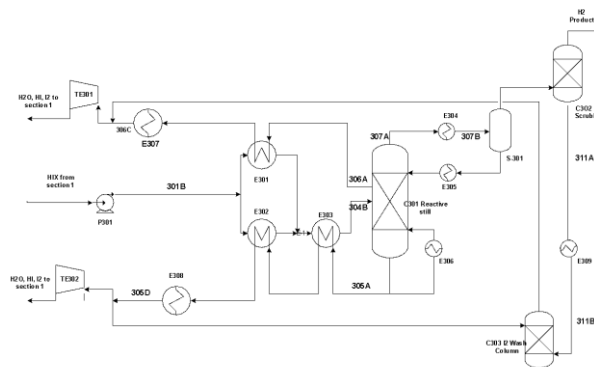 H2
Product
H2O, HI, I2 to
section 1
TE301
306C
E307
E304
307A
307B
C302
S-301
311A
E301
306A
E305
HIX from
section 1
301B
304B
C301 Reactive
still
E302
E303
P301
E306
E309
H2O, HI, I2 to
section 1
TE302
E308
305D
305A
311B
C303 I2 Wash
Column